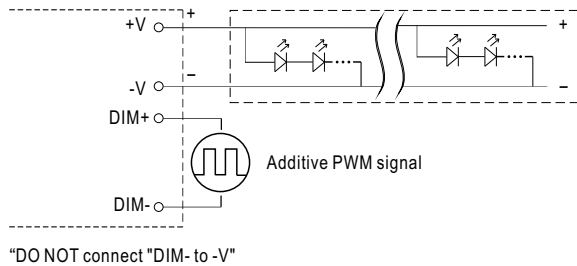 +V +
+
-V −
−
DIM+
Additive PWM signal
DIM-
“DO NOT connect "DIM- to -V"